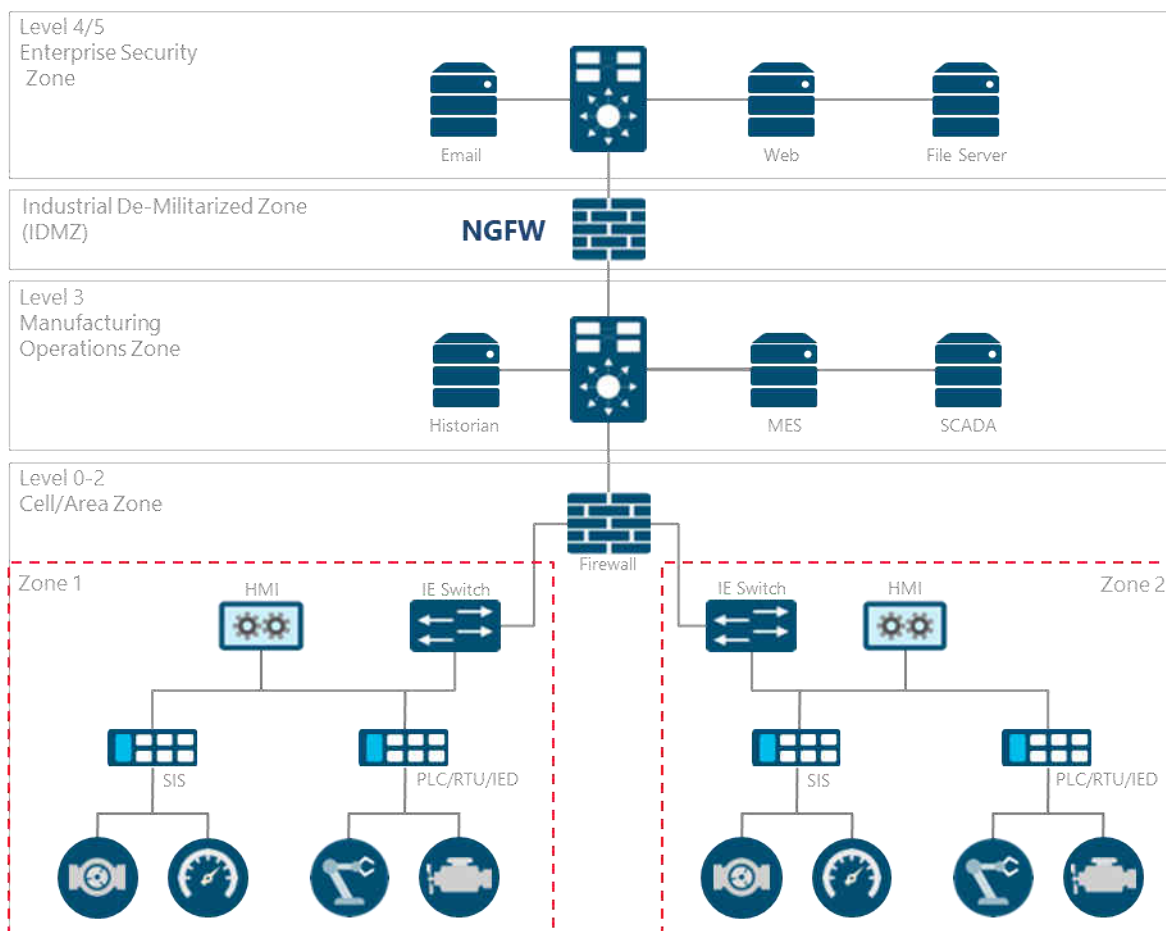 Level 4/5
Enterprise Security
Zone
Email
Web
File Server
Industrial De-Militarized Zone
(IDMZ)
NGFW
Level 3
Manufacturing
Operations Zone
Historian
MES
SCADA
Level 0-2
Cell/Area Zone
Firewall
Zone 1
HMI
IE Switch
SIS
PLC/RTU/IED
IE Switch
HMI
Zone 2
SIS
PLC/RTU/IED